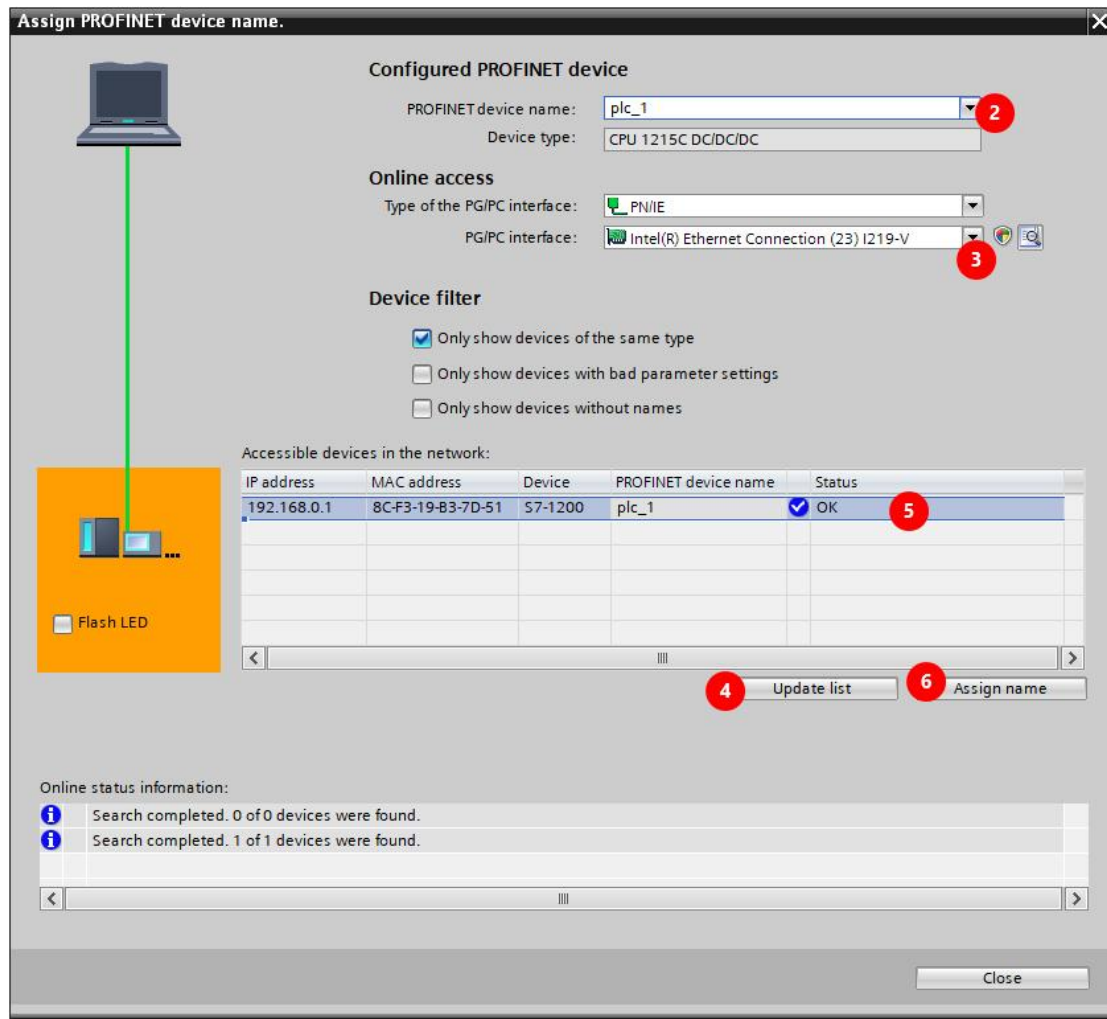 Assign PROFINET device name.
Configured PROFINET device
PROFINET device name: plc_1 2
Device type: CPU 1215C DC/DC/DC
Online access
Type of the PG/PC interface: PN/IE
PG/PC interface: Intel(R) Ethernet Connection (23) I219-V 3
Device filter
Only show devices of the same type
Only show devices with bad parameter settings
Only show devices without names
Accessible devices in the network:
IP address MAC address Device PROFINET device name Status
192.168.0.1 8C-F3-19-B3-7D-51 S7-1200 plc_1 OK 5
Flash LED
4 Update list 6 Assign name
Online status information:
Search completed. 0 of 0 devices were found.
Search completed. 1 of 1 devices were found.
Close